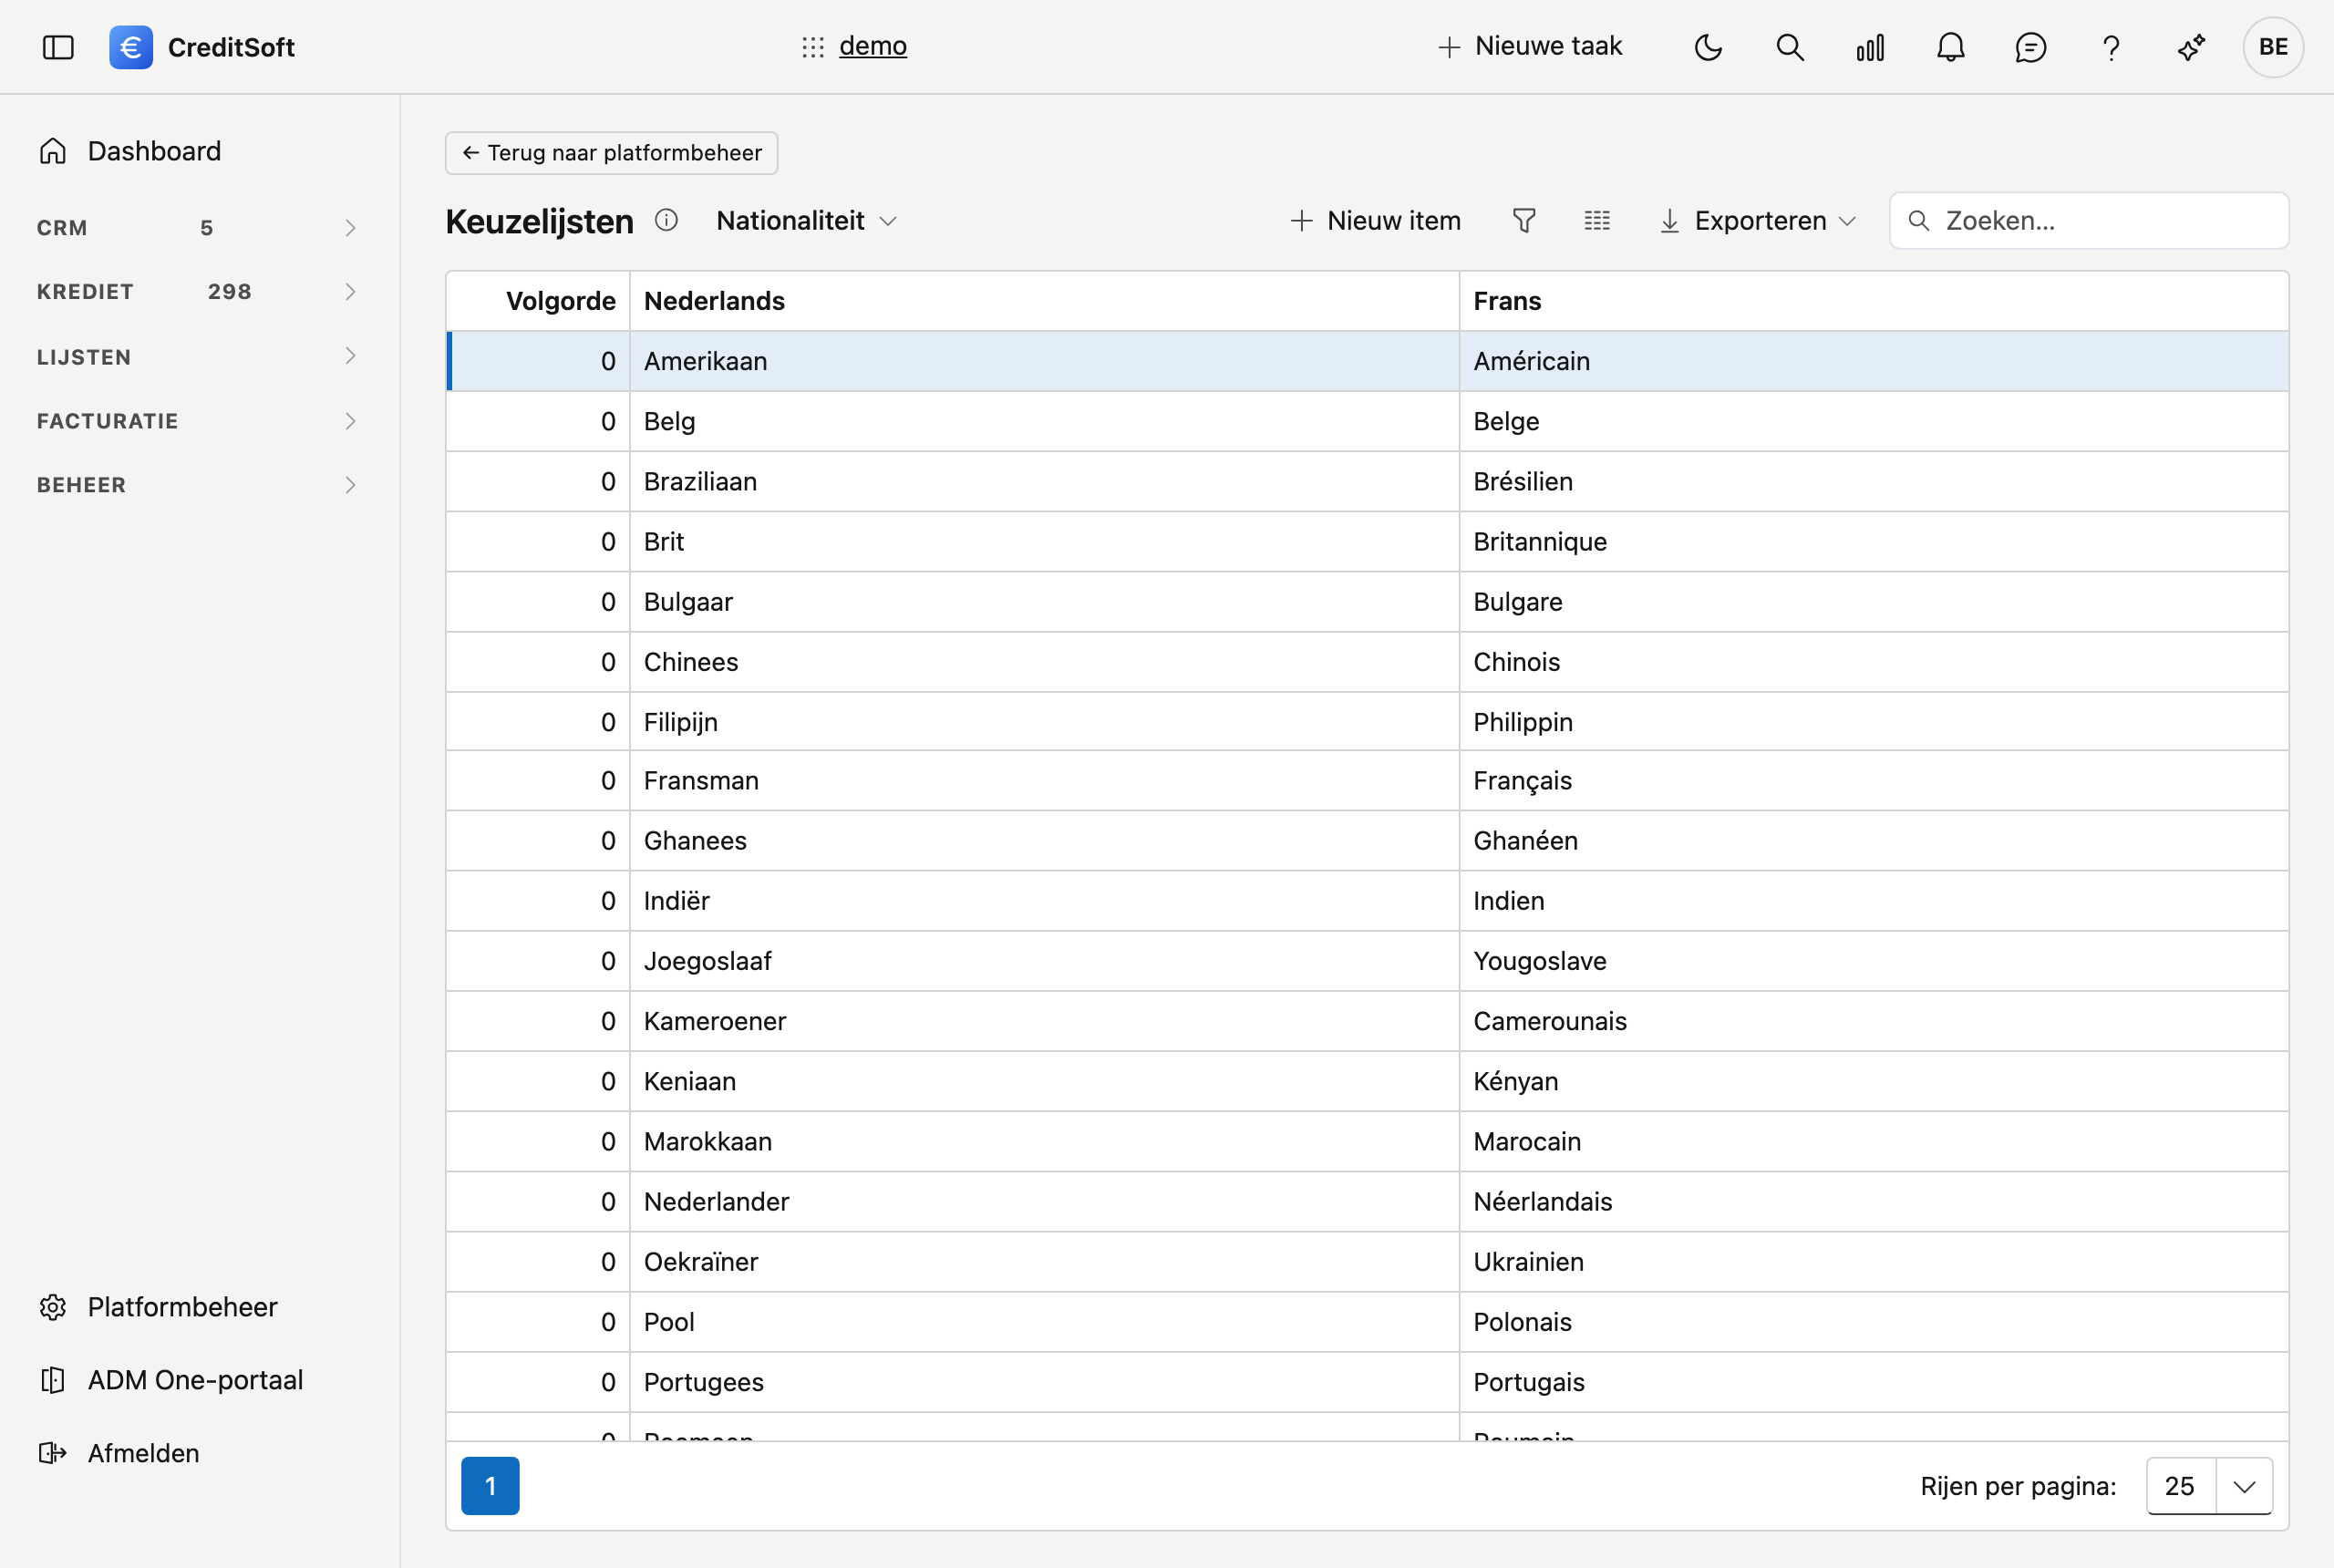 € CreditSoft
demo
Nieuwe taak
BE
Dashboard
CRM 5
KREDIET 298
LIJSTEN
FACTURATIE
BEHEER
Platformbeheer
ADM One-portaal
Afmelden
← Terug naar platformbeheer
Keuzelijsten Nationaliteit
Nieuw item
Exporteren
Zoeken...
Volgorde Nederlands Frans
0 Amerikaan Américain
0 Belg Belge
0 Braziliaan Brésilien
0 Brit Britannique
0 Bulgaar Bulgare
0 Chinees Chinois
0 Filipijn Philippin
0 Fransman Français
0 Ghanees Ghanéen
0 Indiër Indien
0 Joegoslaaf Yougoslave
0 Kameroener Camerounais
0 Keniaan Kényan
0 Marokkaan Marocain
0 Nederlander Néerlandais
0 Oekraïner Ukrainien
0 Pool Polonais
0 Portugees Portugais
1
Rijen per pagina: 25